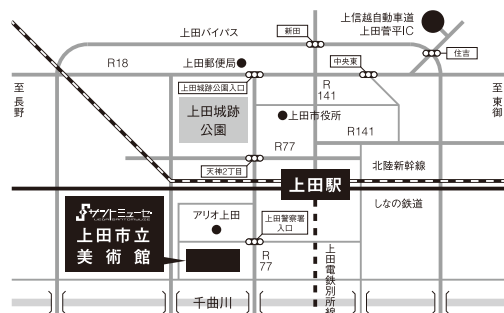 上信越自動車道
上田菅平IC
上田バイパス
新田
住吉
R18
上田郵便局
中央東
至長野
至東御
上田城跡公園入口
R
141
上田城跡
公園
上田市役所
R141
R77
天神2丁目
北陸新幹線
上田駅
しなの鉄道
サントミューゼ
上田市立
美術館
アリオ上田
上田警察署
入口
R
77
上田電鉄別所線
千曲川